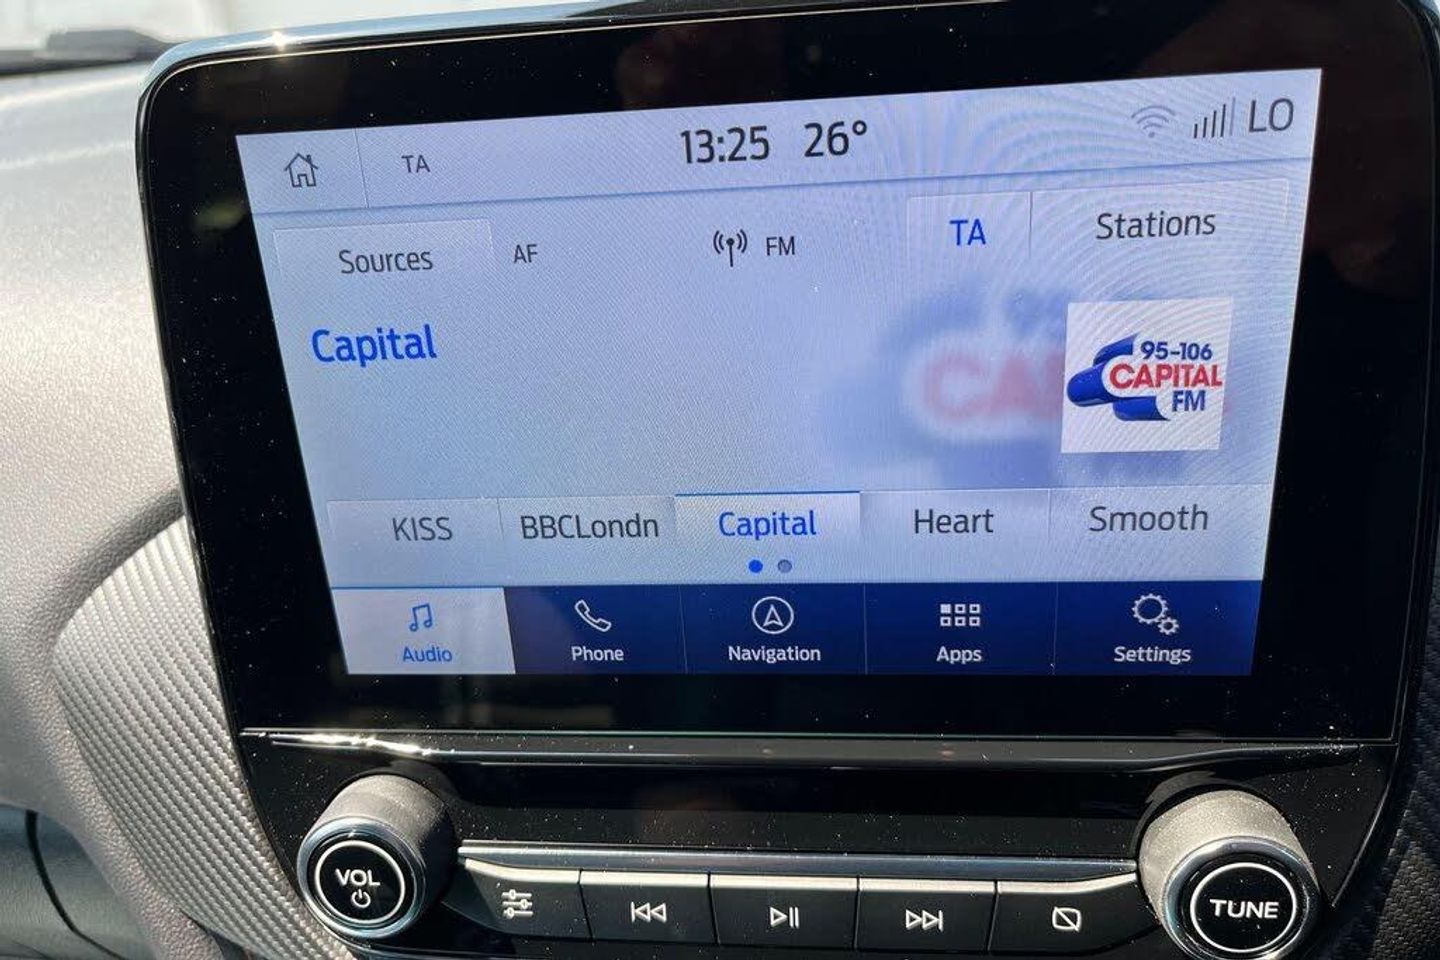 TA
13:25 26°
LO
Sources
AF
FM
TA
Stations
Capital
95-106
CAPITAL
FM
KISS
BBCLondn
Capital
Heart
Smooth
Audio
Phone
Navigation
Apps
Settings
VOL
TUNE